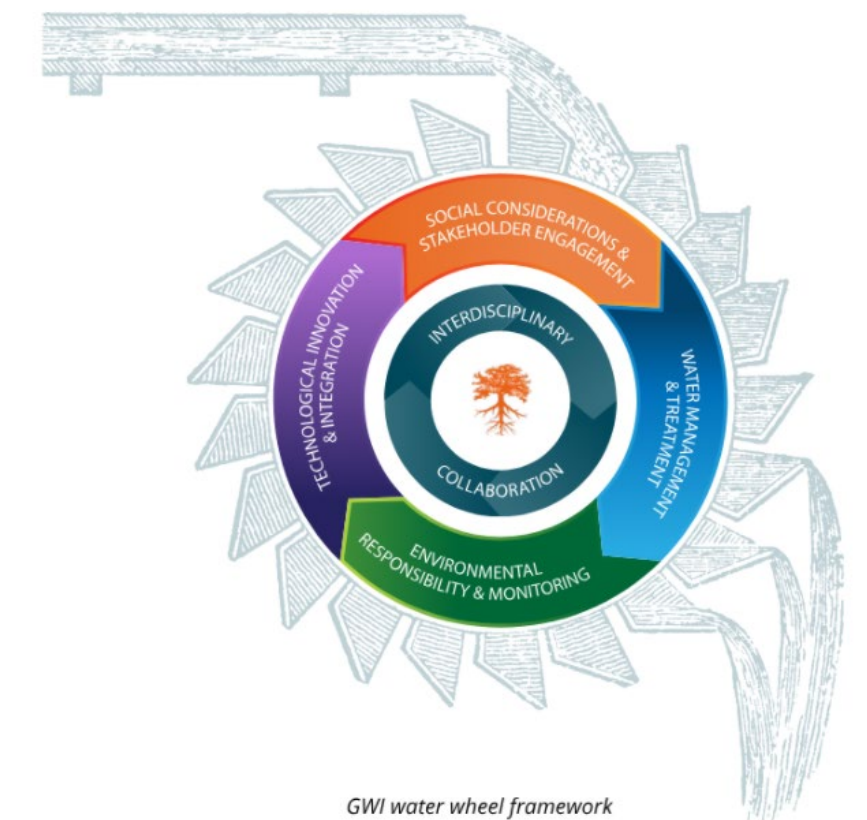 SOCIAL CONSIDERATIONS &
STAKEHOLDER ENGAGEMENT
WATER MANAGEMENT
& TREATMENT
ENVIRONMENTAL
RESPONSIBILITY & MONITORING
TECHNOLOGICAL INNOVATION
& INTEGRATION
INTERDISCIPLINARY
COLLABORATION
GWI water wheel framework